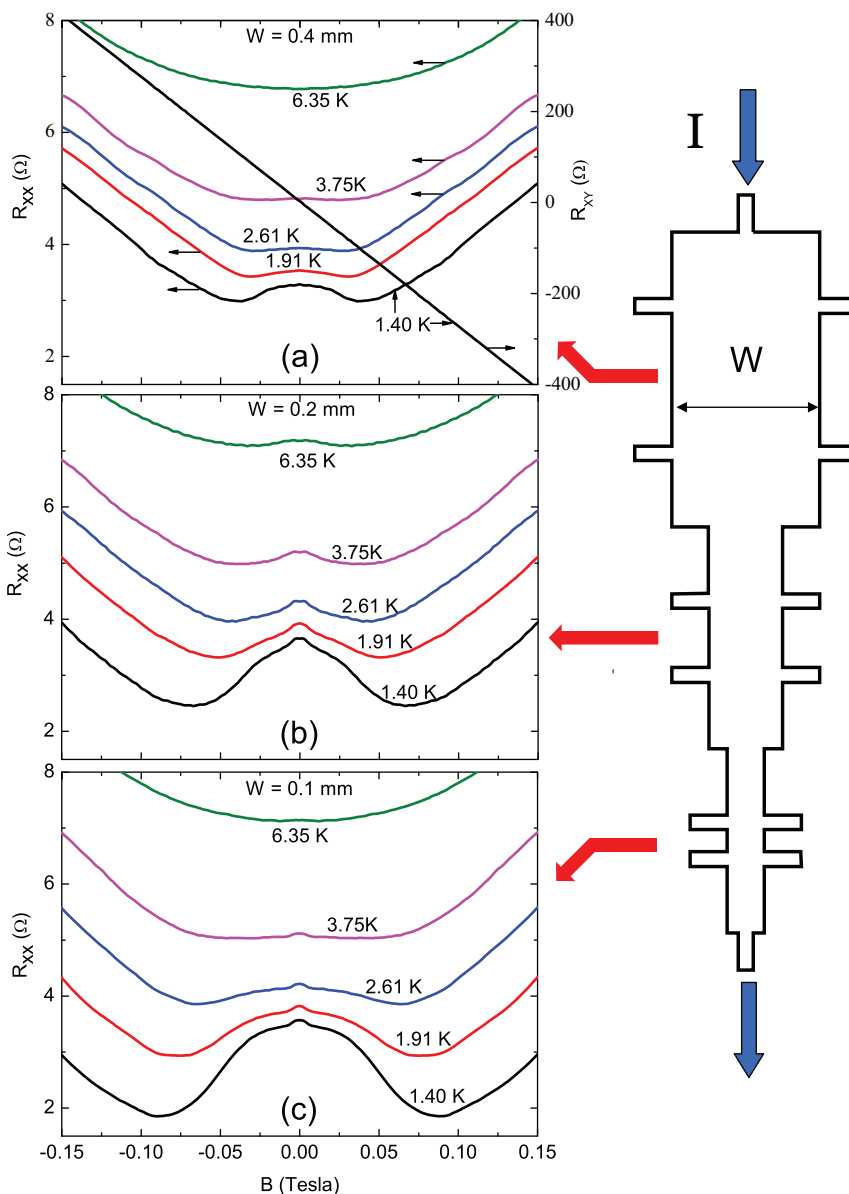 W = 0.4 mm
6.35 K
3.75K
2.61 K
1.91 K
1.40 K
(a)
8
6
4
2
R_XX (Ω)
400
200
0
-200
-400
R_XY (Ω)
W = 0.2 mm
6.35 K
3.75K
2.61 K
1.91 K
1.40 K
(b)
8
6
4
2
R_XX (Ω)
W = 0.1 mm
6.35 K
3.75K
2.61 K
1.91 K
1.40 K
(c)
8
6
4
2
R_XX (Ω)
-0.15 -0.10 -0.05 0.00 0.05 0.10 0.15
B (Tesla)
I
W